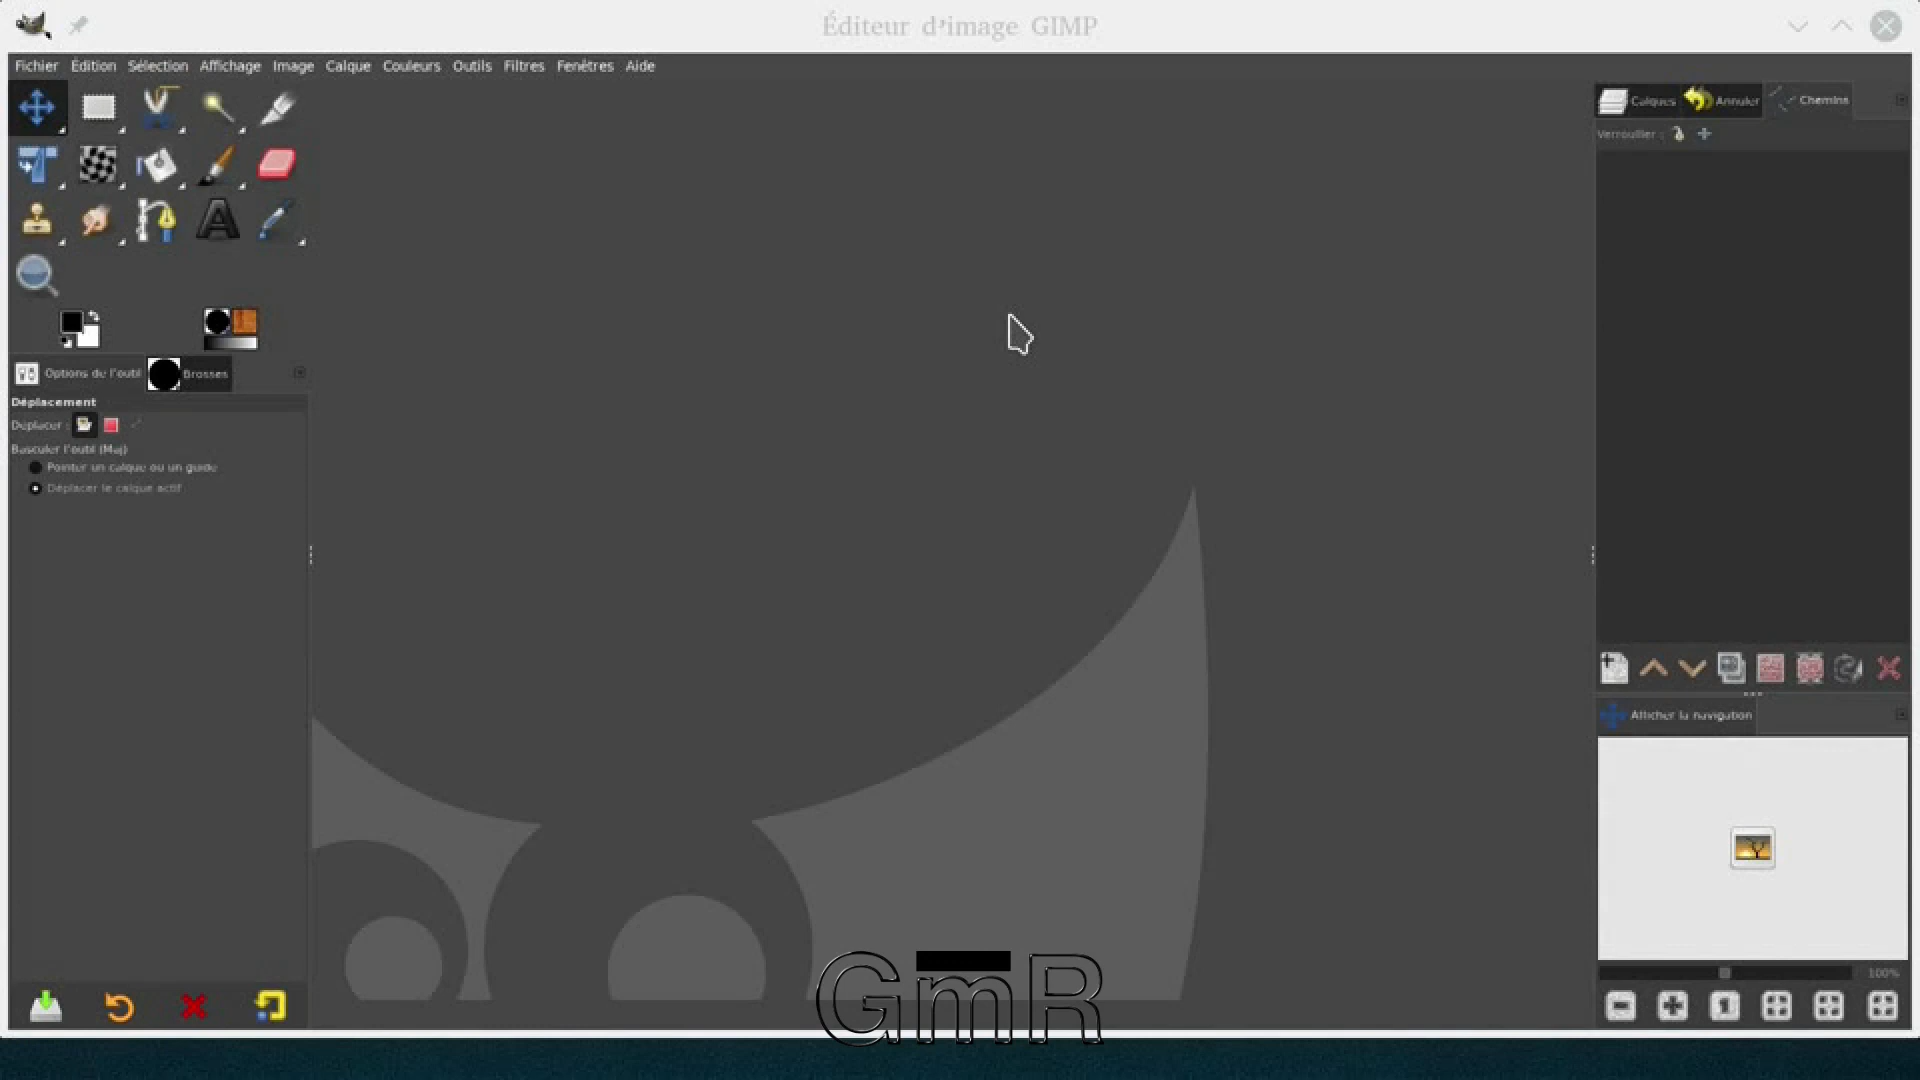 Éditeur d'image GIMP
Fichier Édition Sélection Affichage Image Calque Couleurs Outils Filtres Fenêtres Aide
Calques Annuler Chemins
Verrouiller :
Options de l'outil Brosses
Déplacement
Déplacer :
Basculer l'outil (Maj)
Pointer un calque ou un guide
Déplacer le calque actif
Afficher la navigation
100%
GmR